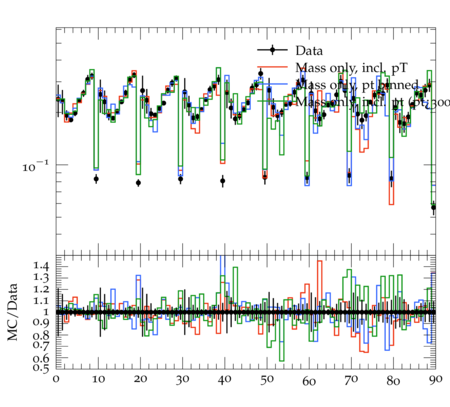 Data
Mass only, incl. pT
Mass only, pt binned
Mass only incl. pt (pt
10−1
MC/Data
1.4
1.3
1.2
1.1
1
0.9
0.8
0.7
0.6
0.5
0 10 20 30 40 50 60 70 80 90